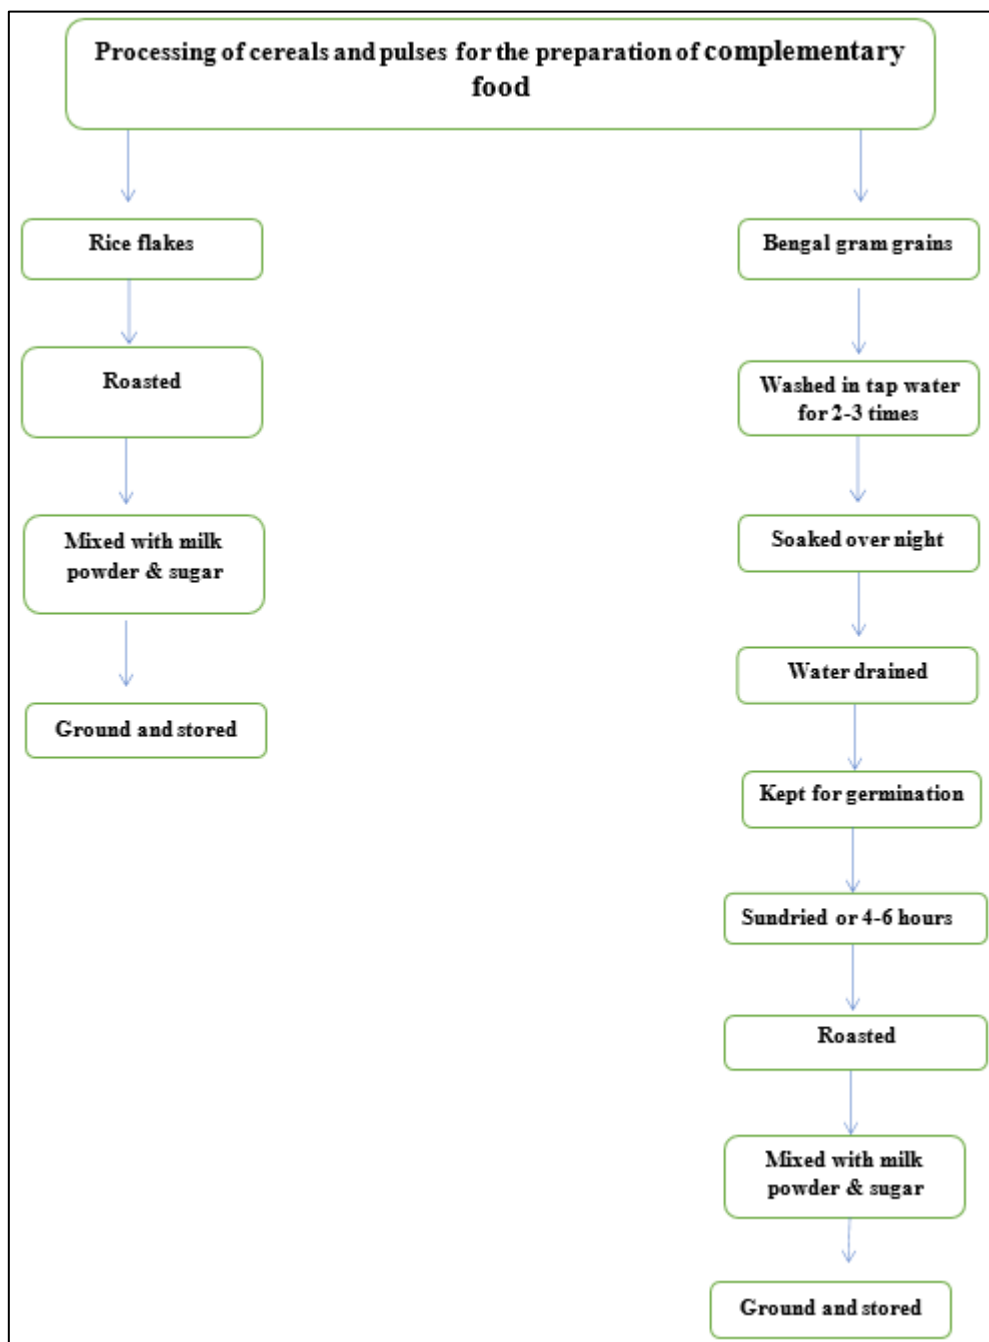 Processing of cereals and pulses for the preparation of complementary
food
Rice flakes
Roasted
Mixed with milk
powder & sugar
Ground and stored
Bengal gram grains
Washed in tap water
for 2-3 times
Soaked over night
Water drained
Kept for germination
Sundried or 4-6 hours
Roasted
Mixed with milk
powder & sugar
Ground and stored